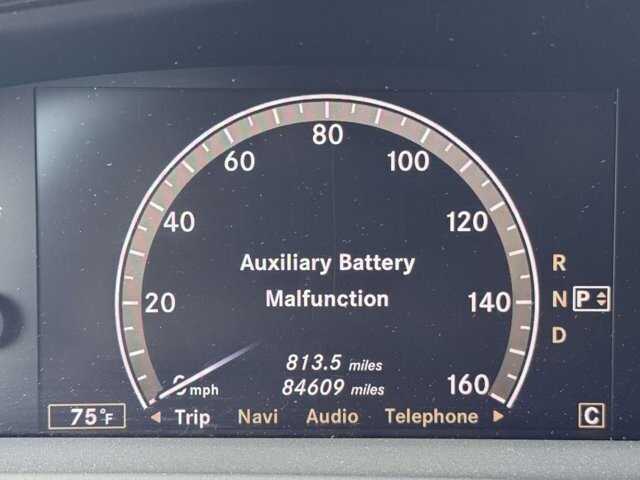 80
60 100
40 120
Auxiliary Battery R
20 Malfunction 140 N P
D
813.5 miles
mph 84609 miles 160
75°F Trip Navi Audio Telephone C